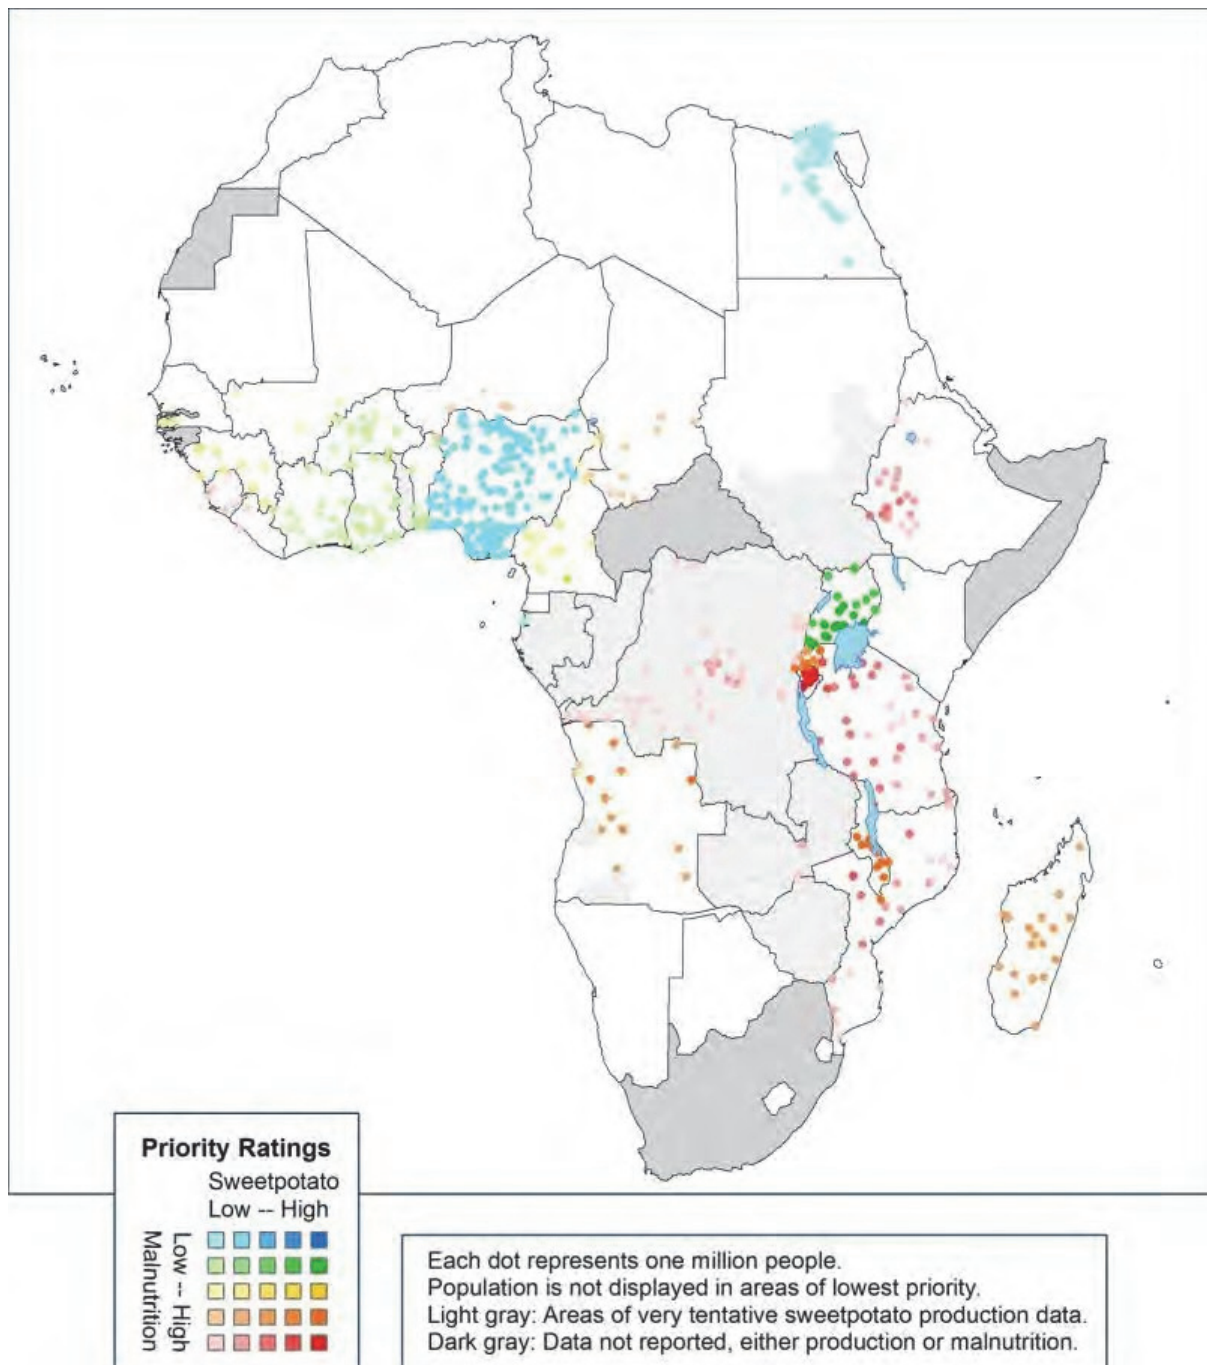 Priority Ratings
Sweetpotato
Low -- High
Low -- High
Malnutrition
Each dot represents one million people.
Population is not displayed in areas of lowest priority.
Light gray: Areas of very tentative sweetpotato production data.
Dark gray: Data not reported, either production or malnutrition.